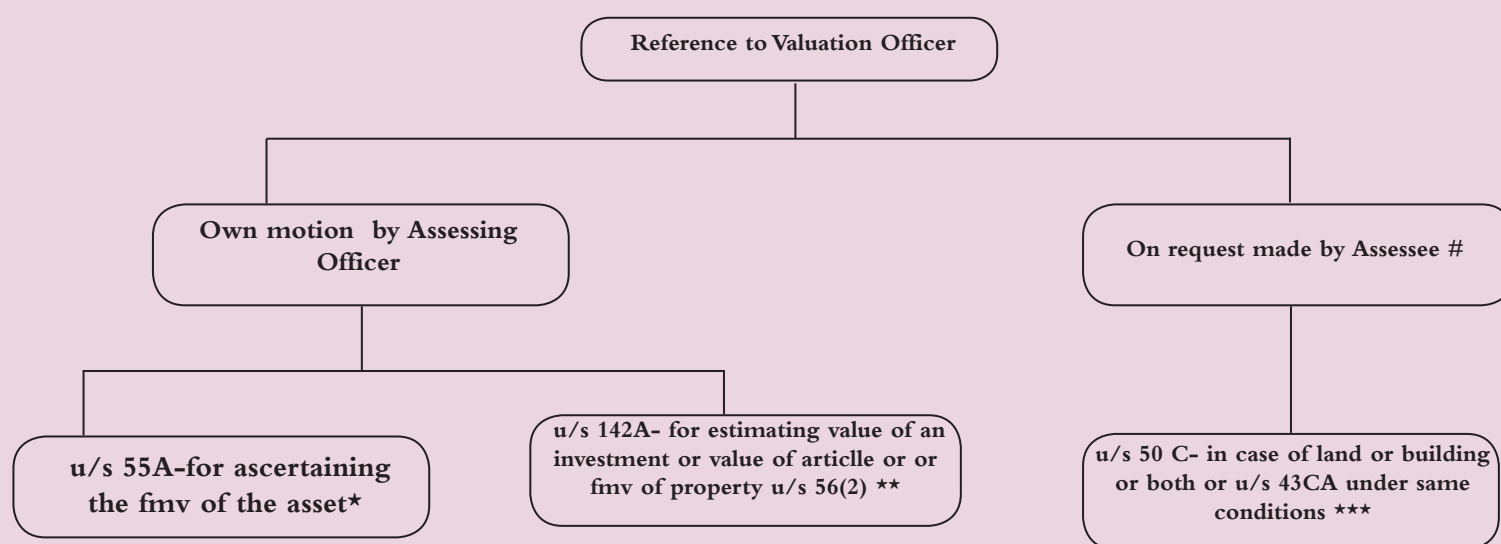 Reference to Valuation Officer
Own motion by Assessing
Officer
On request made by Assessee #
u/s 55A-for ascertaining
the fmv of the asset★
u/s 142A- for estimating value of an
investment or value of articlle or or
fmv of property u/s 56(2) ★★
u/s 50 C- in case of land or building
or both or u/s 43CA under same
conditions ★★★